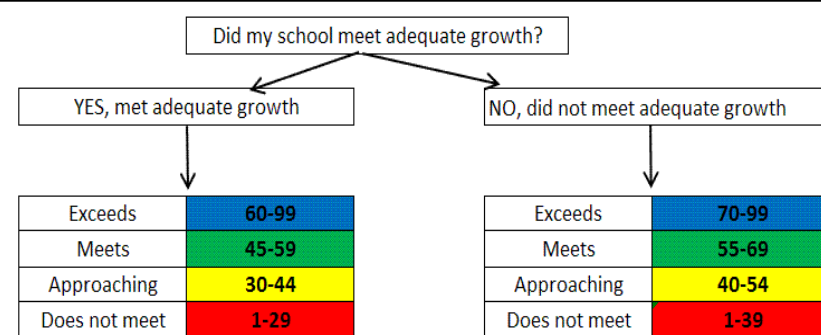 Did my school meet adequate growth?
YES, met adequate growth
NO, did not meet adequate growth
Exceeds 60-99
Meets 45-59
Approaching 30-44
Does not meet 1-29
Exceeds 70-99
Meets 55-69
Approaching 40-54
Does not meet 1-39